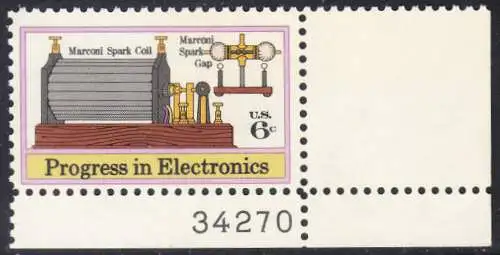 Marconi Spark Coil
Marconi
Spark
Gap
U.S.
6c
Progress in Electronics
34270